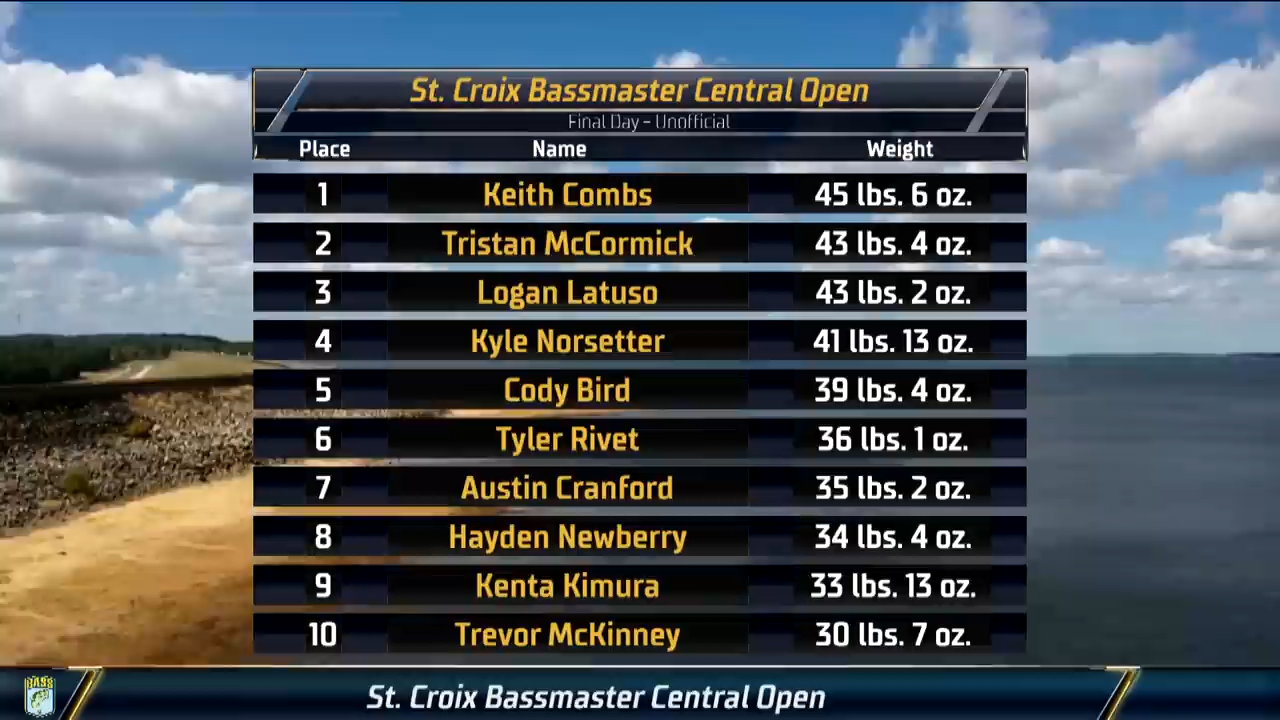 St. Croix Bassmaster Central Open
Final Day - Unofficial
Place Name Weight
1 Keith Combs 45 lbs. 6 oz.
2 Tristan McCormick 43 lbs. 4 oz.
3 Logan Latuso 43 lbs. 2 oz.
4 Kyle Norsetter 41 lbs. 13 oz.
5 Cody Bird 39 lbs. 4 oz.
6 Tyler Rivet 36 lbs. 1 oz.
7 Austin Cranford 35 lbs. 2 oz.
8 Hayden Newberry 34 lbs. 4 oz.
9 Kenta Kimura 33 lbs. 13 oz.
10 Trevor McKinney 30 lbs. 7 oz.
BASS
St. Croix Bassmaster Central Open